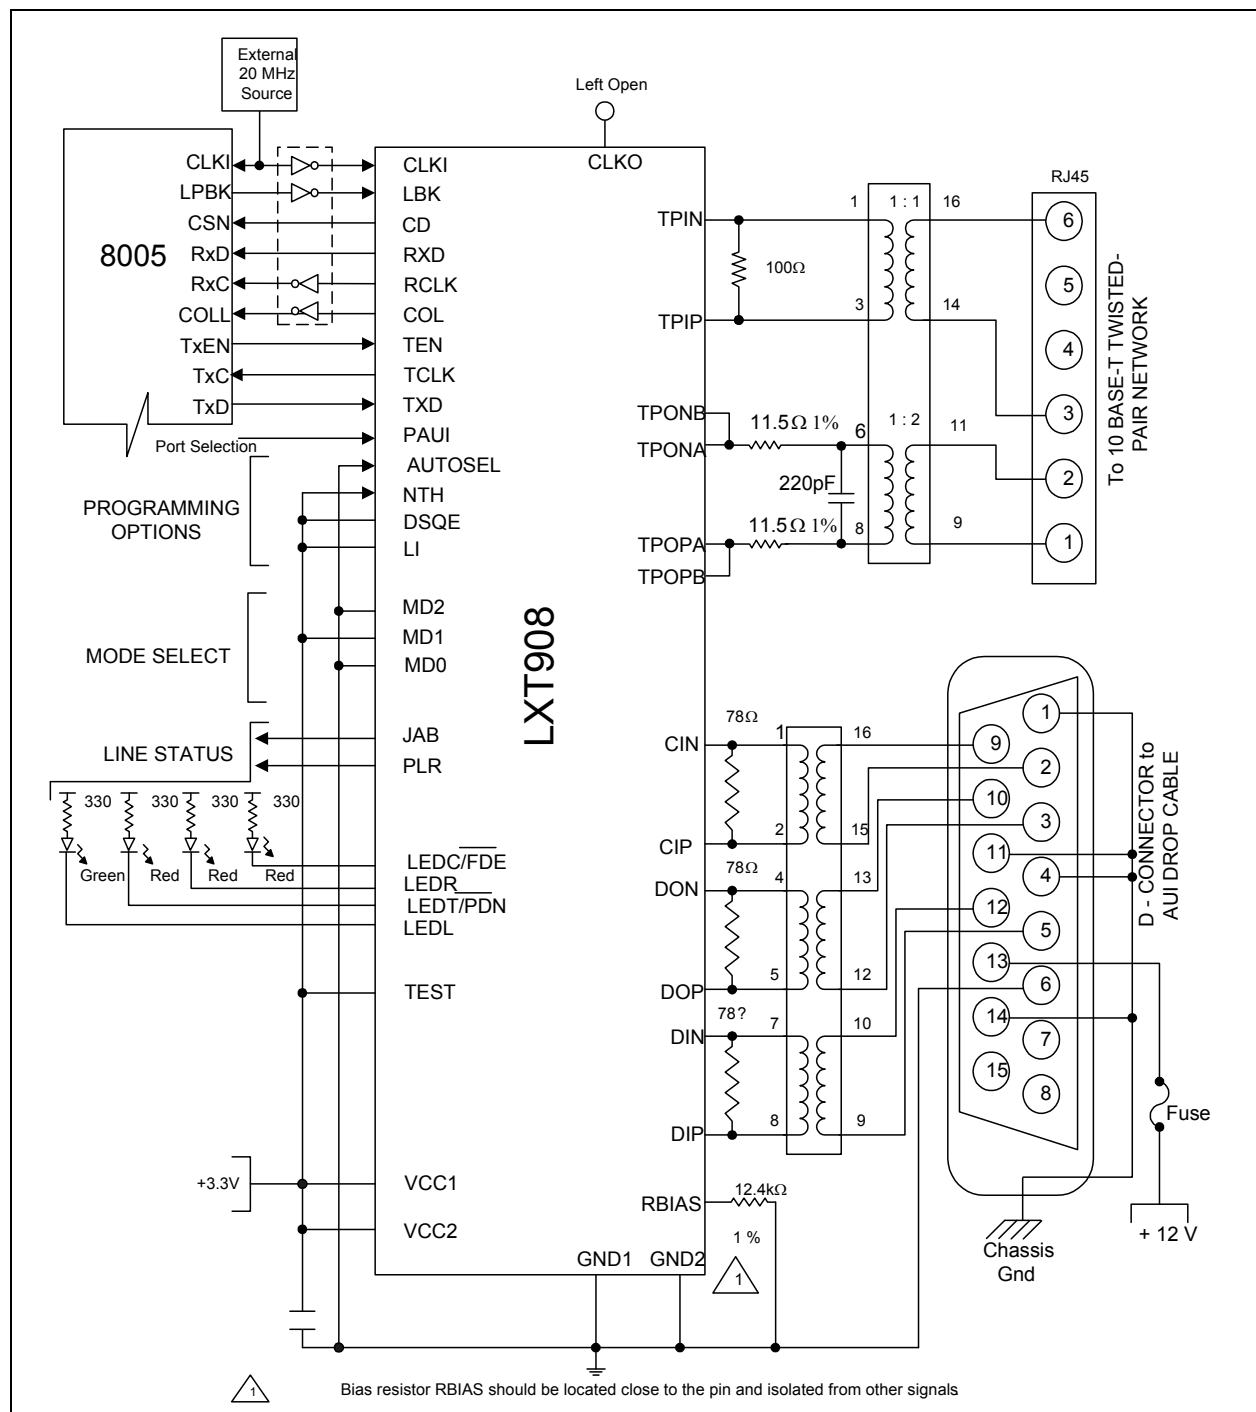 External
20 MHz
Source
Left Open
CLKO
8005
CLKI
LPBK
CSN
RxD
RxC
COLL
TxEN
TxC
TxD
Port Selection
PROGRAMMING
OPTIONS
MODE SELECT
LINE STATUS
CLKI
LBK
CD
RXD
RCLK
COL
TEN
TCLK
TXD
PAUI
AUTOSEL
NTH
DSQE
LI
MD2
MD1
MD0
JAB
PLR
330
330
330
330
Green
Red
Red
Red
LEDC/FDE
LEDR
LEDT/PDN
LEDL
TEST
+3.3V
VCC1
VCC2
LXT908
GND1
GND2
TPIN
TPIP
TPONB
TPONA
TPOPA
TPOPB
CIN
CIP
DON
DOP
DIN
DIP
RBIAS
100Ω
11.5Ω 1%
220pF
11.5Ω 1%
1
1 : 1
16
3
14
6
1 : 2
11
8
9
RJ45
6
5
4
3
2
1
To 10 BASE-T TWISTED-
PAIR NETWORK
78Ω
78Ω
78?
1
16
2
15
4
13
5
12
7
10
8
9
1
9
2
10
3
11
4
12
5
13
6
14
7
15
8
D - CONNECTOR to
AUI DROP CABLE
Fuse
+ 12 V
Chassis
Gnd
12.4kΩ
1 %
1
1
Bias resistor RBIAS should be located close to the pin and isolated from other signals.